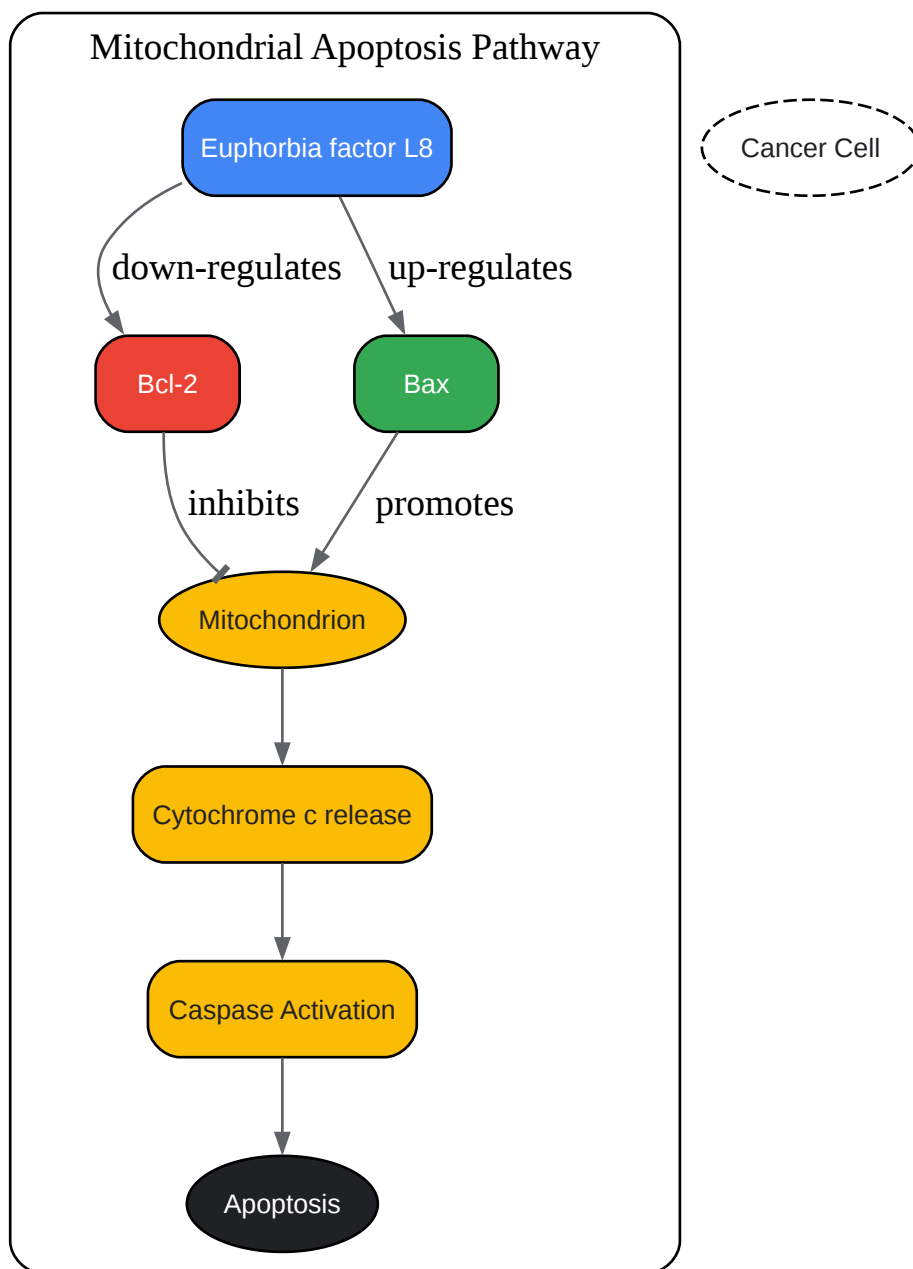 Mitochondrial Apoptosis Pathway
Euphorbia factor L8
Cancer Cell
down-regulates
up-regulates
Bcl-2
Bax
inhibits
promotes
Mitochondrion
Cytochrome c release
Caspase Activation
Apoptosis